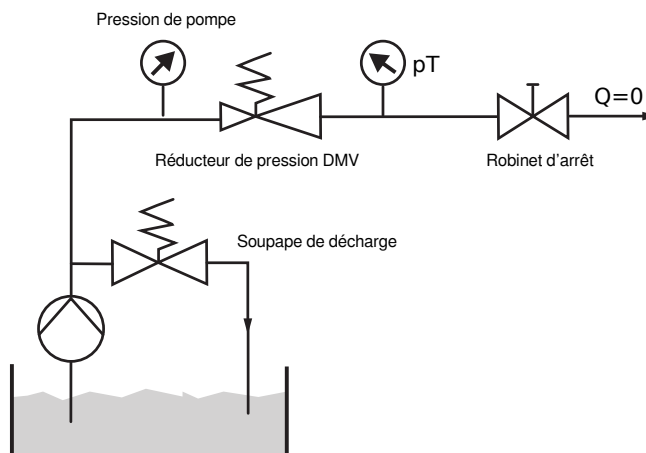 Pression de pompe
pT
Q=0
Réducteur de pression DMV
Robinet d'arrêt
Soupape de décharge